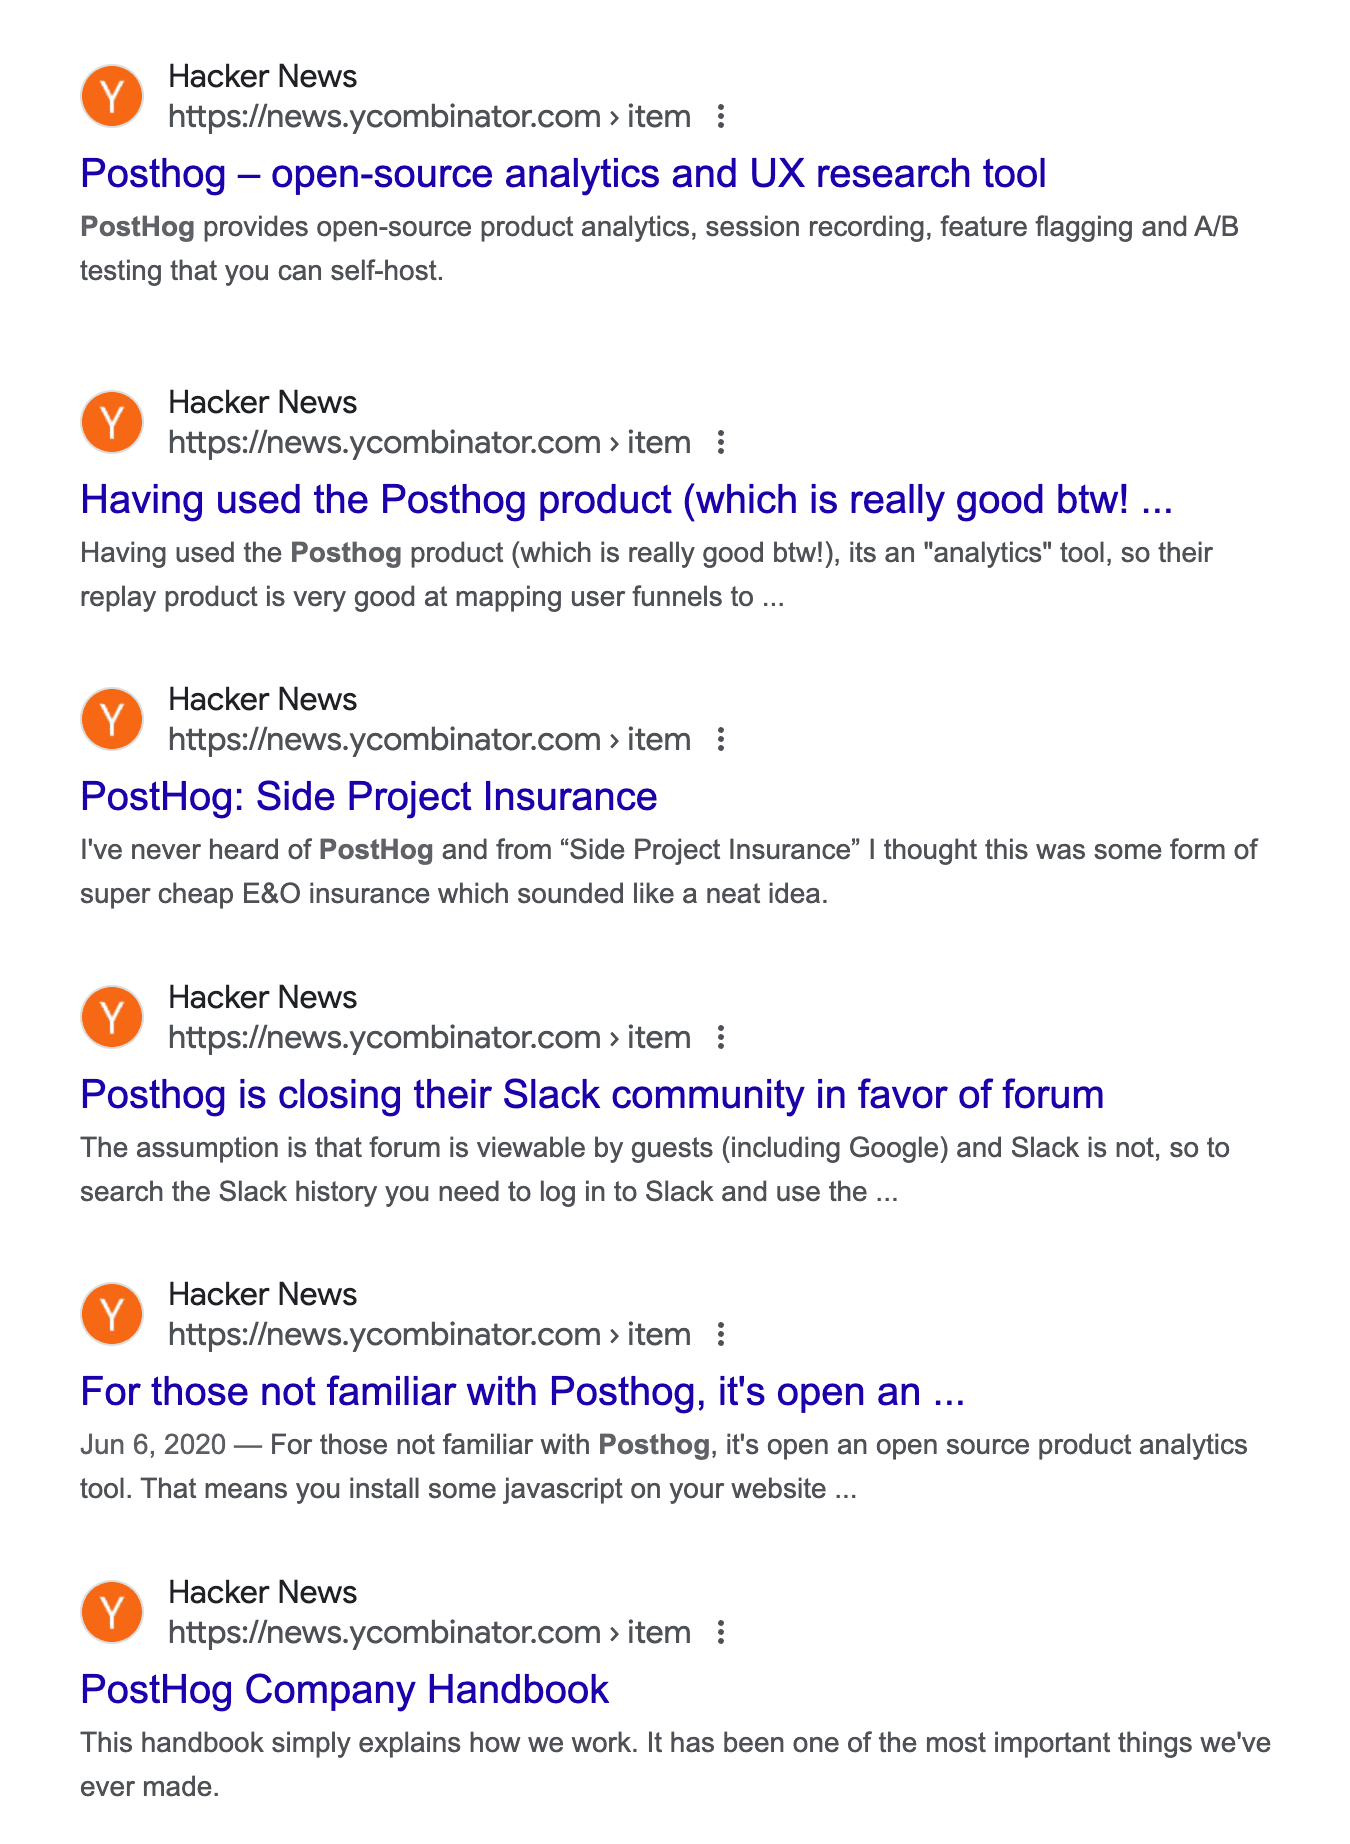 Y
Hacker News
https://news.ycombinator.com › item
Posthog – open-source analytics and UX research tool
PostHog provides open-source product analytics, session recording, feature flagging and A/B
testing that you can self-host.
Y
Hacker News
https://news.ycombinator.com › item
Having used the Posthog product (which is really good btw! ...
Having used the Posthog product (which is really good btw!), its an "analytics" tool, so their
replay product is very good at mapping user funnels to ...
Y
Hacker News
https://news.ycombinator.com › item
PostHog: Side Project Insurance
I've never heard of PostHog and from “Side Project Insurance” I thought this was some form of
super cheap E&O insurance which sounded like a neat idea.
Y
Hacker News
https://news.ycombinator.com › item
Posthog is closing their Slack community in favor of forum
The assumption is that forum is viewable by guests (including Google) and Slack is not, so to
search the Slack history you need to log in to Slack and use the ...
Y
Hacker News
https://news.ycombinator.com › item
For those not familiar with Posthog, it's open an ...
Jun 6, 2020 — For those not familiar with Posthog, it's open an open source product analytics
tool. That means you install some javascript on your website ...
Y
Hacker News
https://news.ycombinator.com › item
PostHog Company Handbook
This handbook simply explains how we work. It has been one of the most important things we've
ever made.